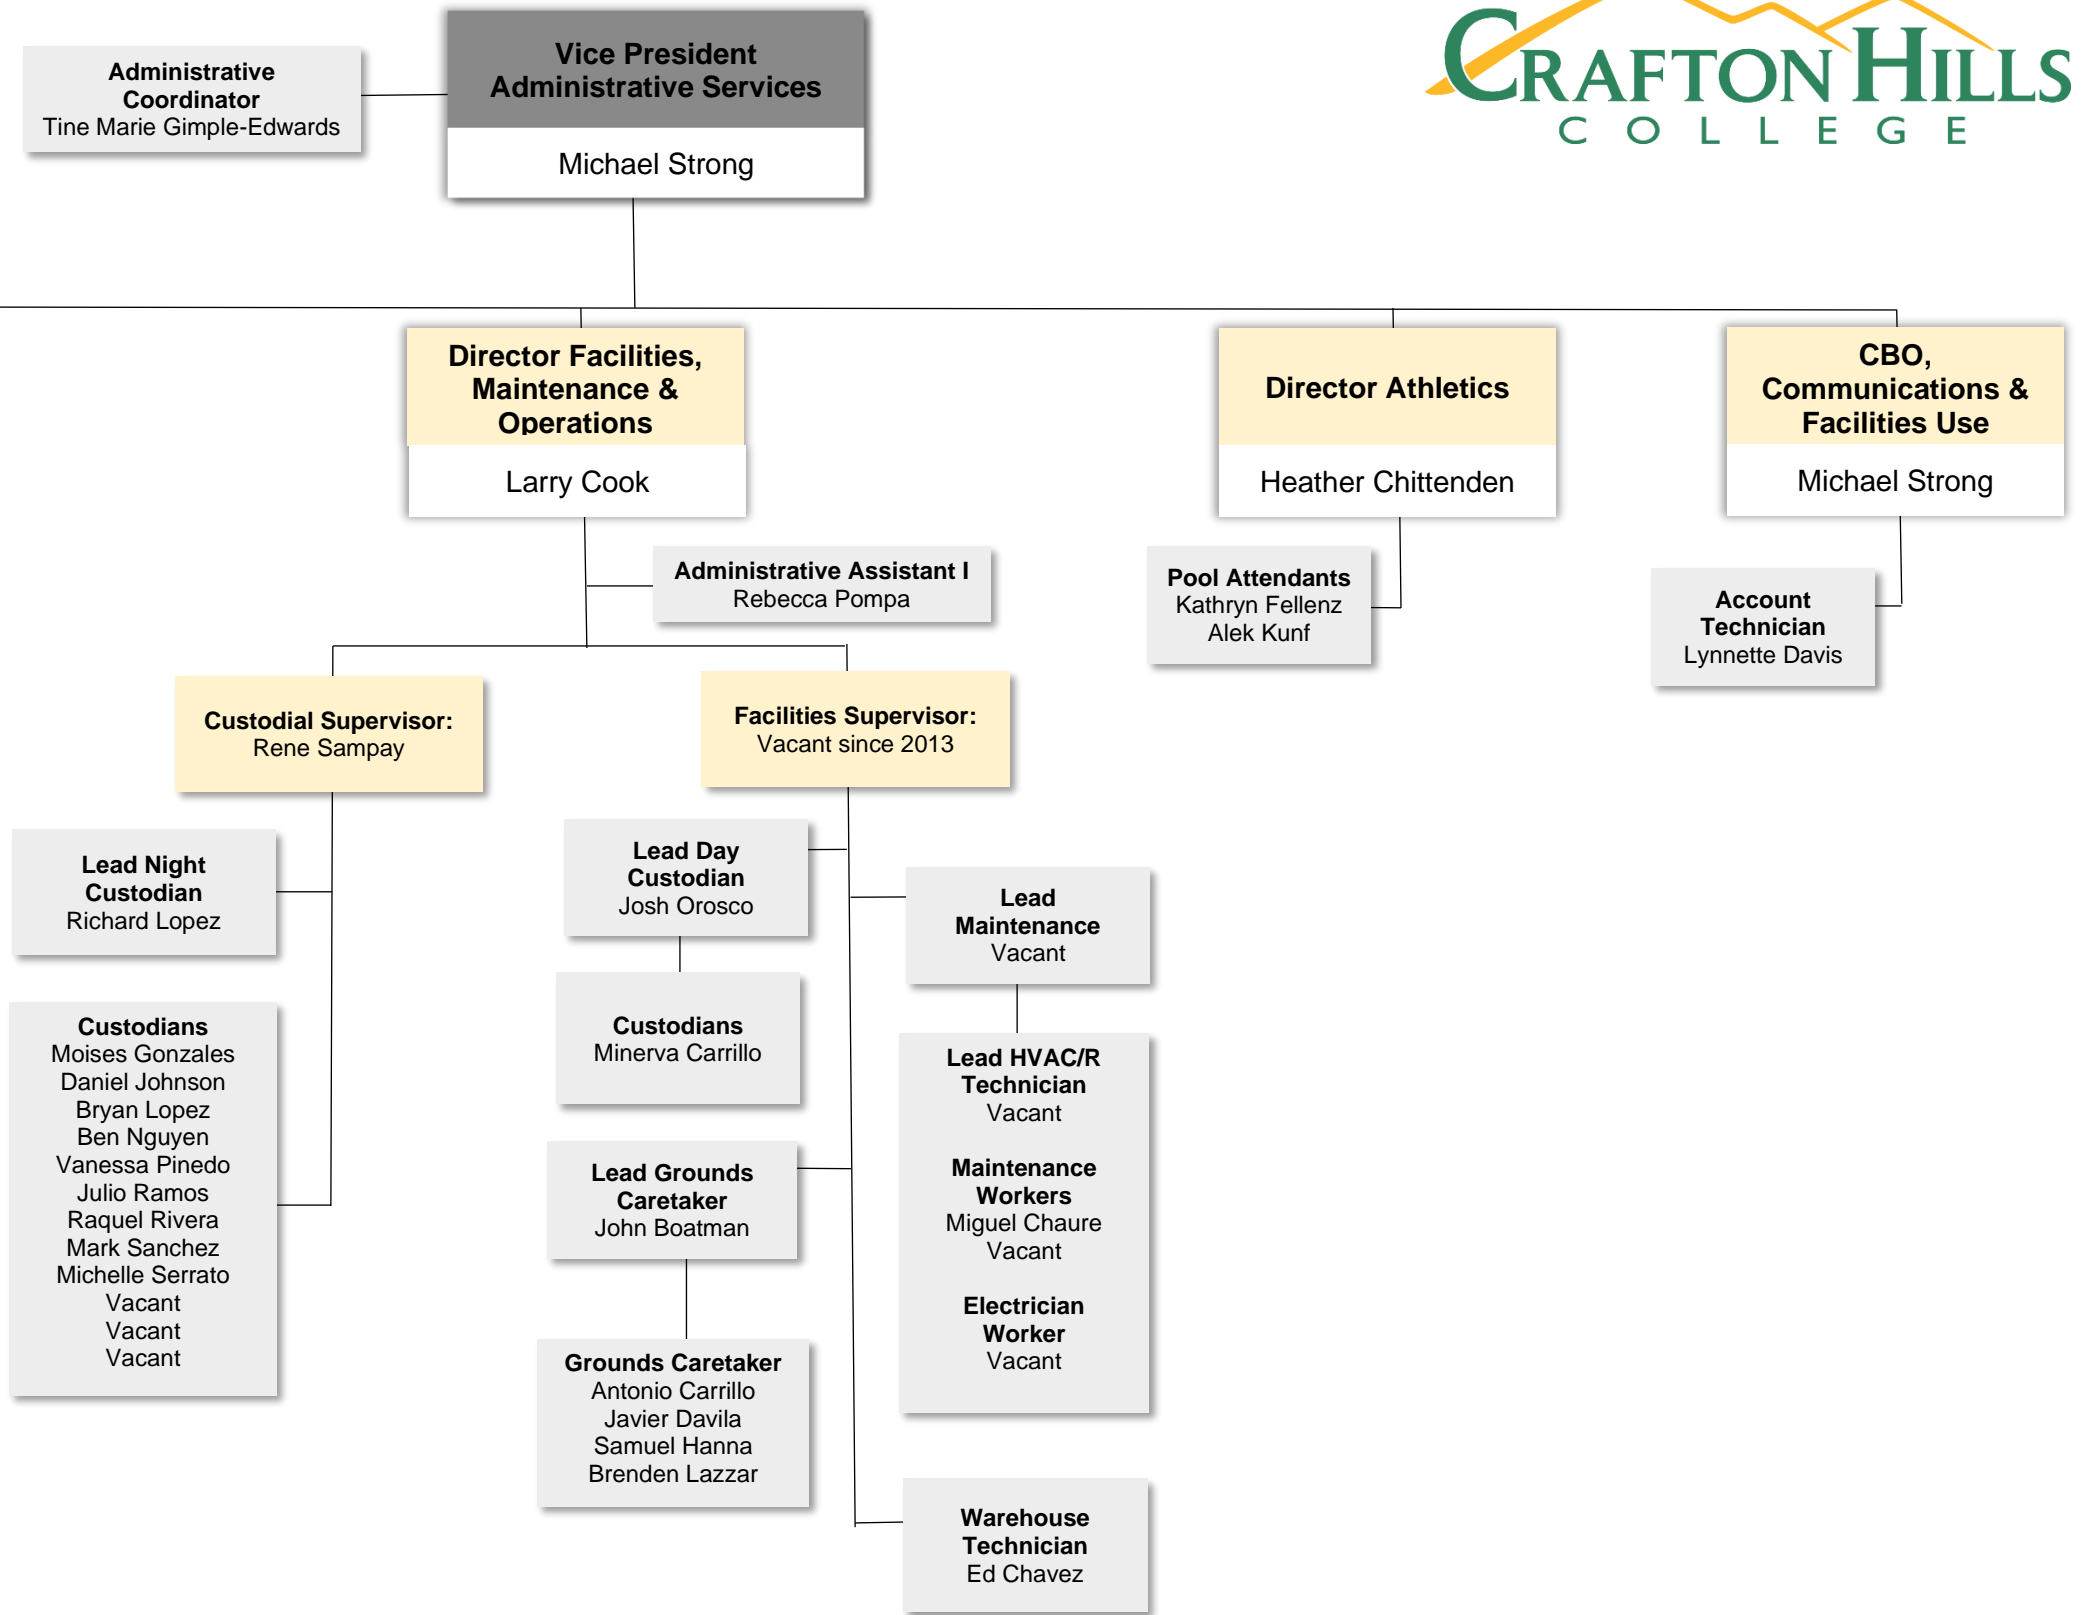 CRAFTON HILLS
COLLEGE
Administrative
Coordinator
Tine Marie Gimple-Edwards
Vice President
Administrative Services
Michael Strong
Director Facilities,
Maintenance &
Operations
Larry Cook
Director Athletics
Heather Chittenden
CBO,
Communications &
Facilities Use
Michael Strong
Administrative Assistant I
Rebecca Pompa
Pool Attendants
Kathryn Fellenz
Alek Kunf
Account
Technician
Lynnette Davis
Custodial Supervisor:
Rene Sampay
Facilities Supervisor:
Vacant since 2013
Lead Night
Custodian
Richard Lopez
Custodians
Moises Gonzales
Daniel Johnson
Bryan Lopez
Ben Nguyen
Vanessa Pinedo
Julio Ramos
Raquel Rivera
Mark Sanchez
Michelle Serrato
Vacant
Vacant
Vacant
Lead Day
Custodian
Josh Orosco
Custodians
Minerva Carrillo
Lead Grounds
Caretaker
John Boatman
Grounds Caretaker
Antonio Carrillo
Javier Davila
Samuel Hanna
Brenden Lazzar
Lead
Maintenance
Vacant
Lead HVAC/R
Technician
Vacant
Maintenance
Workers
Miguel Chaure
Vacant
Electrician
Worker
Vacant
Warehouse
Technician
Ed Chavez